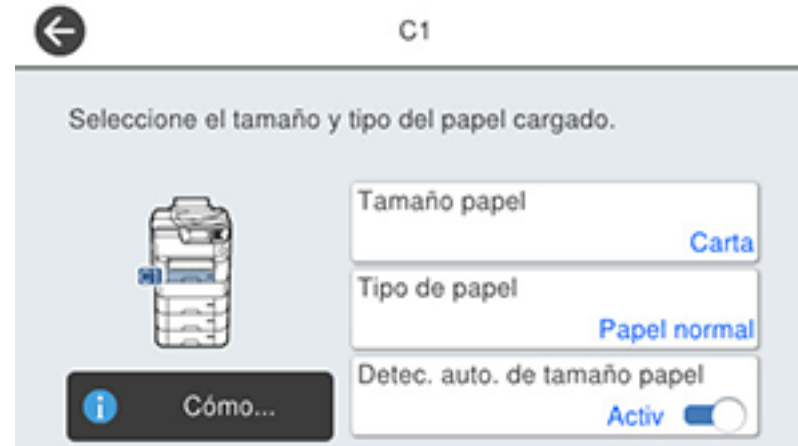 C1
Seleccione el tamaño y tipo del papel cargado.
Tamaño papel
Carta
C1
Tipo de papel
Papel normal
Detec. auto. de tamaño papel
Activ
i Cómo...